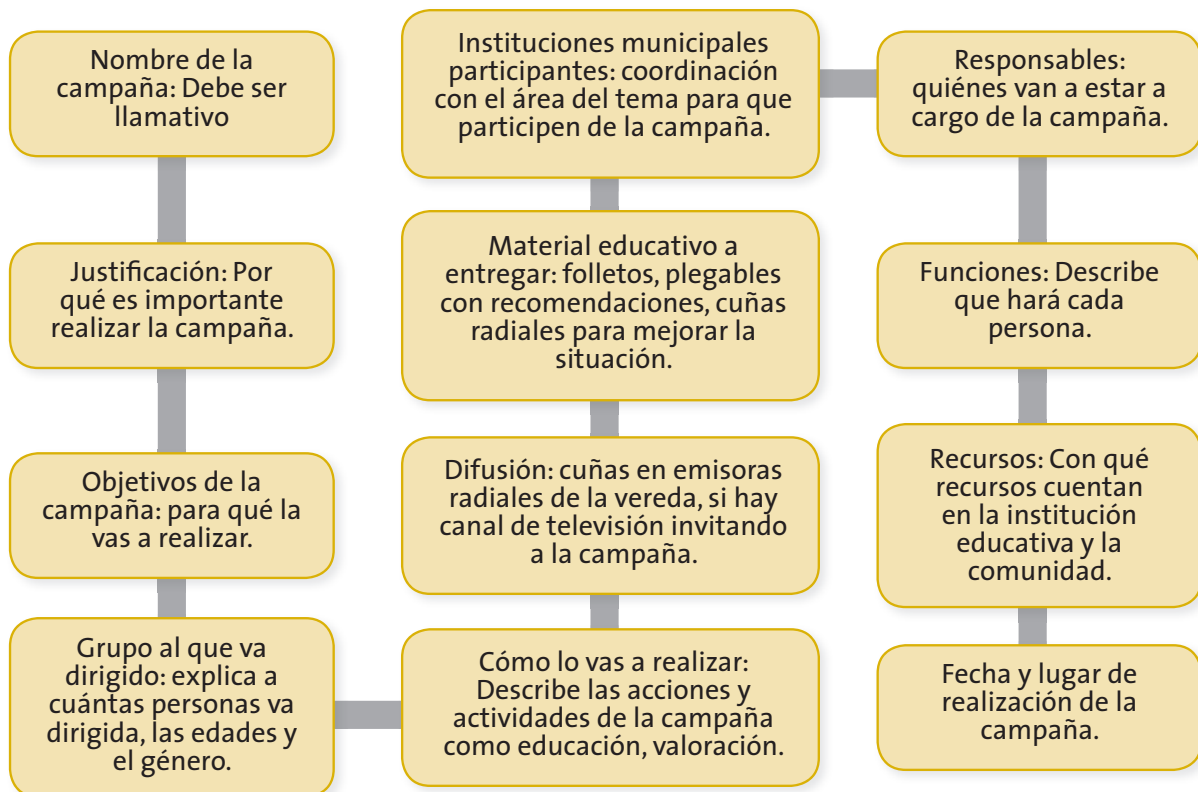 Nombre de la
campaña: Debe ser
llamativo
Justificación: Por
qué es importante
realizar la campaña.
Objetivos de la
campaña: para qué la
vas a realizar.
Grupo al que va
dirigido: explica a
cuántas personas va
dirigida, las edades y
el género.
Cómo lo vas a realizar:
Describe las acciones y
actividades de la campaña
como educación, valoración.
Difusión: cuñas en emisoras
radiales de la vereda, si hay
canal de televisión invitando
a la campaña.
Material educativo a
entregar: folletos, plegables
con recomendaciones, cuñas
radiales para mejorar la
situación.
Instituciones municipales
participantes: coordinación
con el área del tema para que
participen de la campaña.
Responsables:
quiénes van a estar a
cargo de la campaña.
Funciones: Describe
que hará cada
persona.
Recursos: Con qué
recursos cuentan
en la institución
educativa y la
comunidad.
Fecha y lugar de
realización de la
campaña.